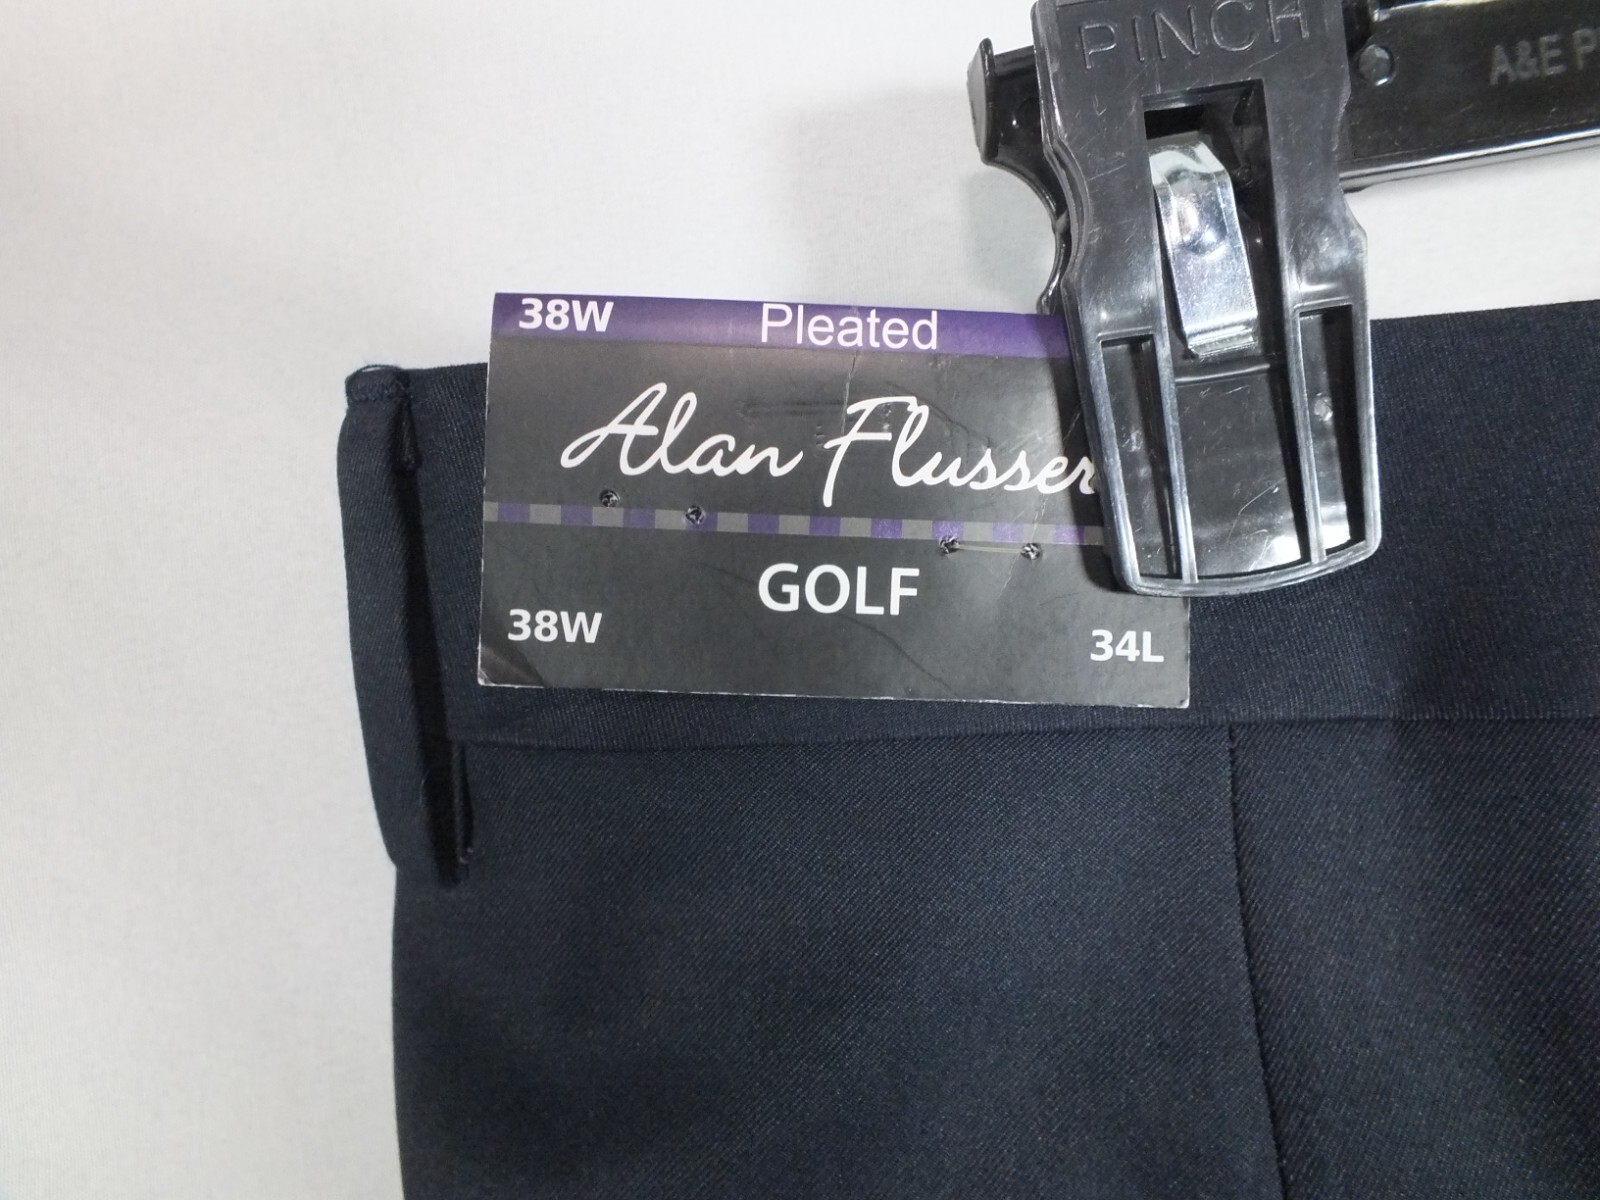 PINCH
A&E P
38W Pleated
Alan Flusser
GOLF
38W 34L